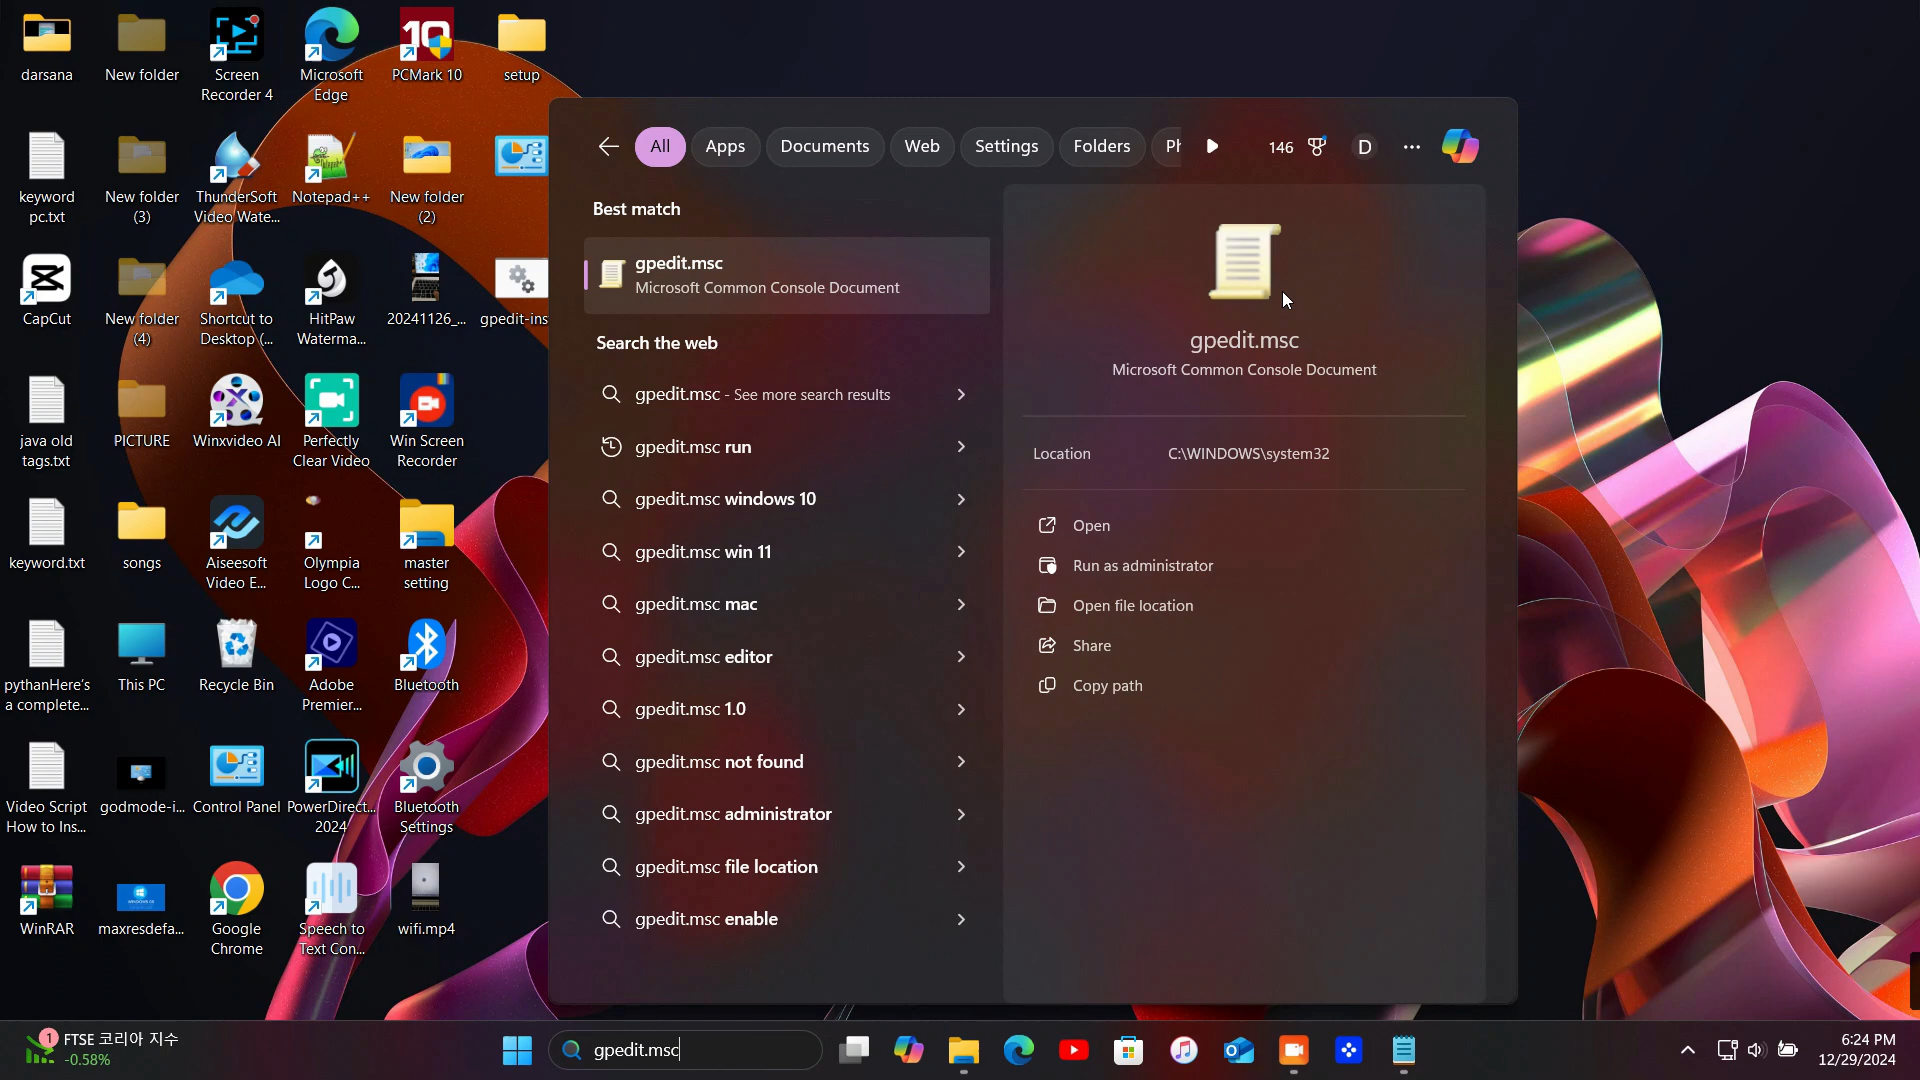 darsana
New folder
Screen
Recorder 4
Microsoft
Edge
PCMark 10
setup
keyword
pc.txt
New folder
(3)
ThunderSoft
Video Wate...
Notepad++
New folder
(2)
CapCut
New folder
(4)
Shortcut to
Desktop (...
HitPaw
Waterma...
20241126_...
gpedit-ins
java old
tags.txt
PICTURE
Winxvideo AI
Perfectly
Clear Video
Win Screen
Recorder
keyword.txt
songs
Aiseesoft
Video E...
Olympia
Logo C...
master
setting
pythanHere's
a complete...
This PC
Recycle Bin
Adobe
Premier...
Bluetooth
Video Script
How to Ins...
godmode-i...
Control Panel
PowerDirect...
2024
Bluetooth
Settings
WinRAR
maxresdefa...
Google
Chrome
Speech to
Text Con...
wifi.mp4
10
All
Apps
Documents
Web
Settings
Folders
Ph
146
D
Best match
gpedit.msc
Microsoft Common Console Document
Search the web
gpedit.msc - See more search results
gpedit.msc run
gpedit.msc windows 10
gpedit.msc win 11
gpedit.msc mac
gpedit.msc editor
gpedit.msc 1.0
gpedit.msc not found
gpedit.msc administrator
gpedit.msc file location
gpedit.msc enable
gpedit.msc
Microsoft Common Console Document
Location C:\WINDOWS\system32
Open
Run as administrator
Open file location
Share
Copy path
1
FTSE 코리아 지수
-0.58%
gpedit.msc
6:24 PM
12/29/2024